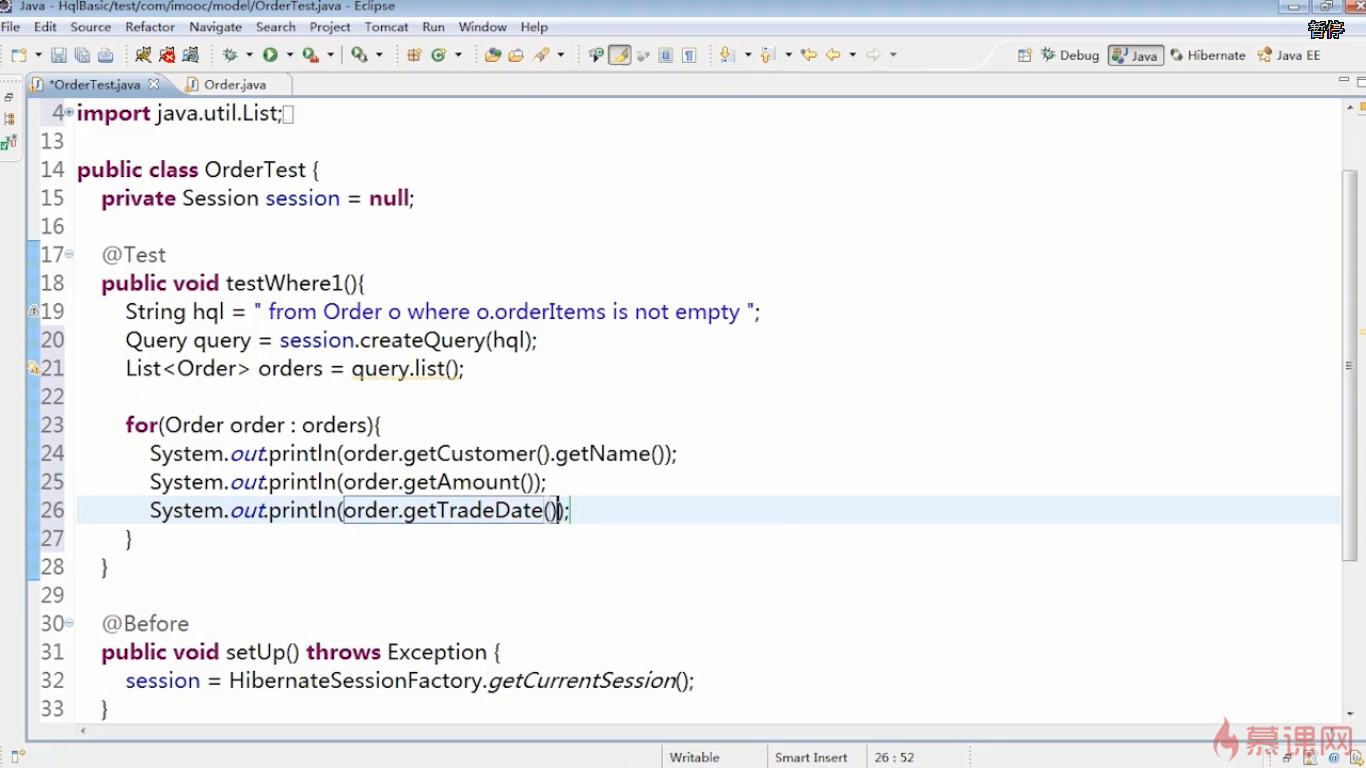 Java - HqlBasic/test/com/imooc/model/OrderTest.java - Eclipse
暂停
File Edit Source Refactor Navigate Search Project Tomcat Run Window Help
Debug Java Hibernate Java EE
*OrderTest.java Order.java
4 import java.util.List;
13
14 public class OrderTest {
15 private Session session = null;
16
17 @Test
18 public void testWhere1(){
19 String hql = " from Order o where o.orderItems is not empty ";
20 Query query = session.createQuery(hql);
21 List<Order> orders = query.list();
22
23 for(Order order : orders){
24 System.out.println(order.getCustomer().getName());
25 System.out.println(order.getAmount());
26 System.out.println(order.getTradeDate());
27 }
28 }
29
30 @Before
31 public void setUp() throws Exception {
32 session = HibernateSessionFactory.getCurrentSession();
33 }
慕课网
Writable Smart Insert 26 : 52